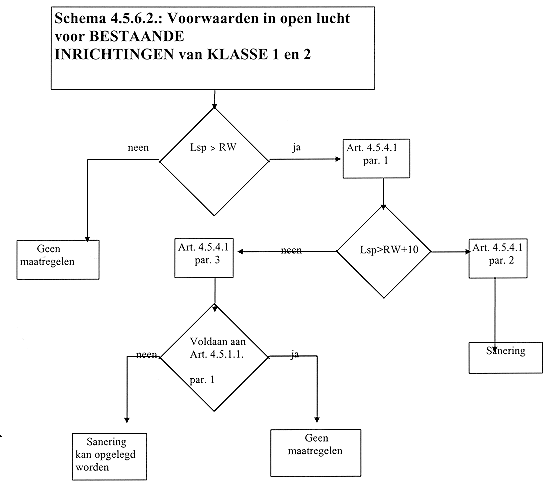 Schema 4.5.6.2.: Voorwaarden in open lucht
voor BESTAANDE
INRICHTINGEN van KLASSE 1 en 2
neen
Lsp > RW
ja
Art. 4.5.4.1
par. 1
Geen
maatregelen
Art. 4.5.4.1
par. 3
neen
Lsp>RW+10
Art. 4.5.4.1
par. 2
Voldaan aan
Art. 4.5.1.1.
par. 1
neen
ja
Sanering
Sanering
kan opgelegd
worden
Geen
maatregelen